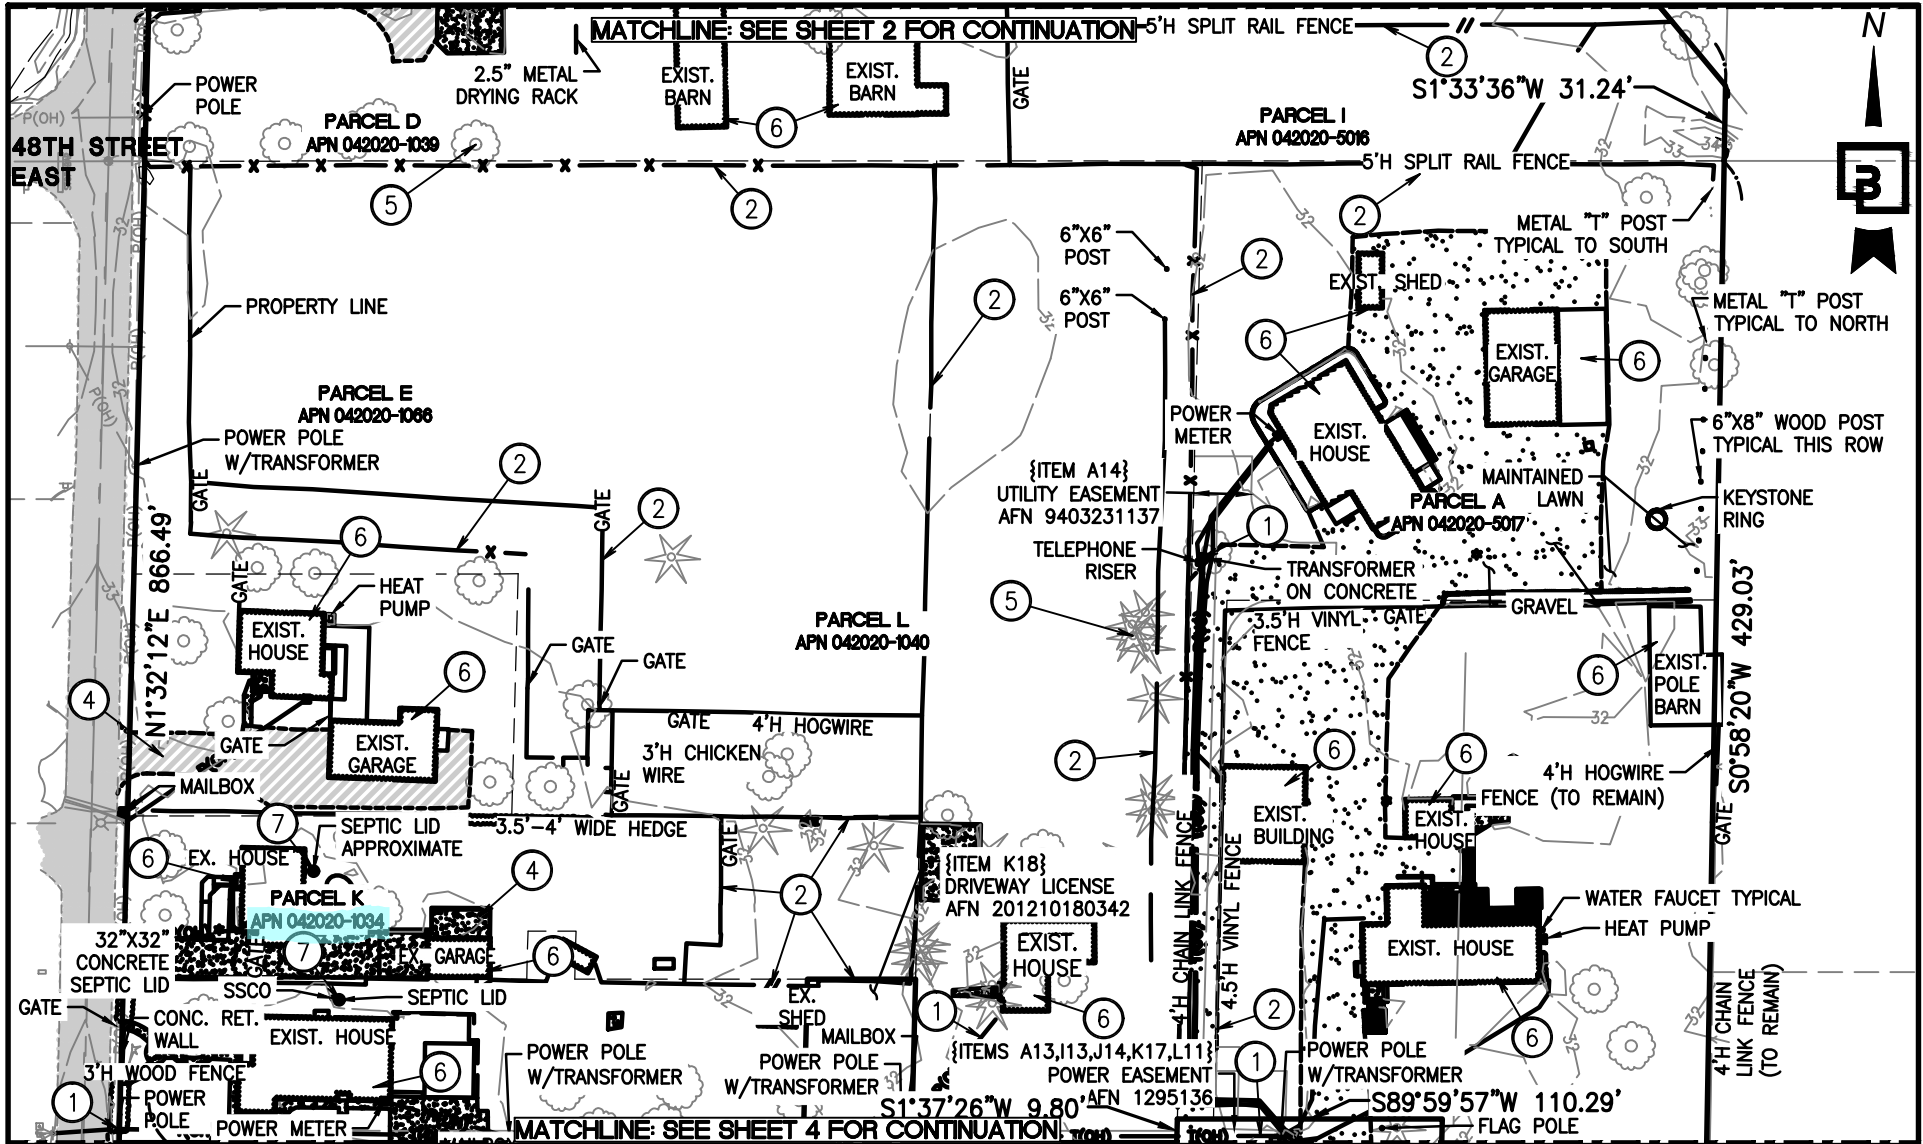 MATCHLINE: SEE SHEET 2 FOR CONTINUATION
5'H SPLIT RAIL FENCE
N
2
S1°33'36"W 31.24'
POWER
POLE
2.5" METAL
DRYING RACK
EXIST.
BARN
EXIST.
BARN
GATE
6
P(OH)
48TH STREET
EAST
PARCEL D
APN 042020-1039
PARCEL I
APN 042020-5016
5'H SPLIT RAIL FENCE
B
5
2
2
METAL "T" POST
TYPICAL TO SOUTH
6"X6"
POST
2
EXIST. SHED
6"X6"
POST
2
PROPERTY LINE
METAL "T" POST
TYPICAL TO NORTH
6
EXIST.
GARAGE
6
PARCEL E
APN 042020-1066
POWER
METER
EXIST.
HOUSE
6"X8" WOOD POST
TYPICAL THIS ROW
POWER POLE
W/TRANSFORMER
2
GATE
GATE
2
{ITEM A14}
UTILITY EASEMENT
AFN 9403231137
MAINTAINED
LAWN
PARCEL A
APN 042020-5017
KEYSTONE
RING
N1°32'12"E 866.49'
6
1
TELEPHONE
RISER
TRANSFORMER
ON CONCRETE
GATE
HEAT
PUMP
5
GRAVEL
3.5'H VINYL
FENCE
GATE
S0°58'20"W 429.03'
EXIST.
HOUSE
PARCEL L
APN 042020-1040
GATE
GATE
6
6
EXIST.
POLE
BARN
4
GATE
EXIST.
GARAGE
GATE
4'H HOGWIRE
3'H CHICKEN
WIRE
2
6
6
MAILBOX
GATE
4'H HOGWIRE
FENCE (TO REMAIN)
GATE
7
SEPTIC LID
APPROXIMATE
3.5'-4' WIDE HEDGE
GATE
EXIST.
BUILDING
EXIST.
HOUSE
6
EX. HOUSE
4
2
{ITEM K18}
DRIVEWAY LICENSE
AFN 201210180342
4'H CHAIN LINK FENCE
4.5'H VINYL FENCE
PARCEL K
APN 042020-1034
WATER FAUCET TYPICAL
HEAT PUMP
32"X32"
CONCRETE
SEPTIC LID
GATE
7
EX.
GARAGE
6
EXIST.
HOUSE
EXIST. HOUSE
SSCO
SEPTIC LID
GATE
CONC. RET.
WALL
EXIST. HOUSE
EX.
SHED
MAILBOX
1
6
2
6
4'H CHAIN
LINK FENCE
(TO REMAIN)
3'H WOOD FENCE
6
POWER POLE
W/TRANSFORMER
POWER POLE
W/TRANSFORMER
{ITEMS A13,I13,J14,K17,L11}
POWER EASEMENT
AFN 1295136
1
POWER POLE
W/TRANSFORMER
1
POWER
POLE
POWER METER
S1°37'26"W 9.80'
S89°59'57"W 110.29'
FLAG POLE
MATCHLINE: SEE SHEET 4 FOR CONTINUATION